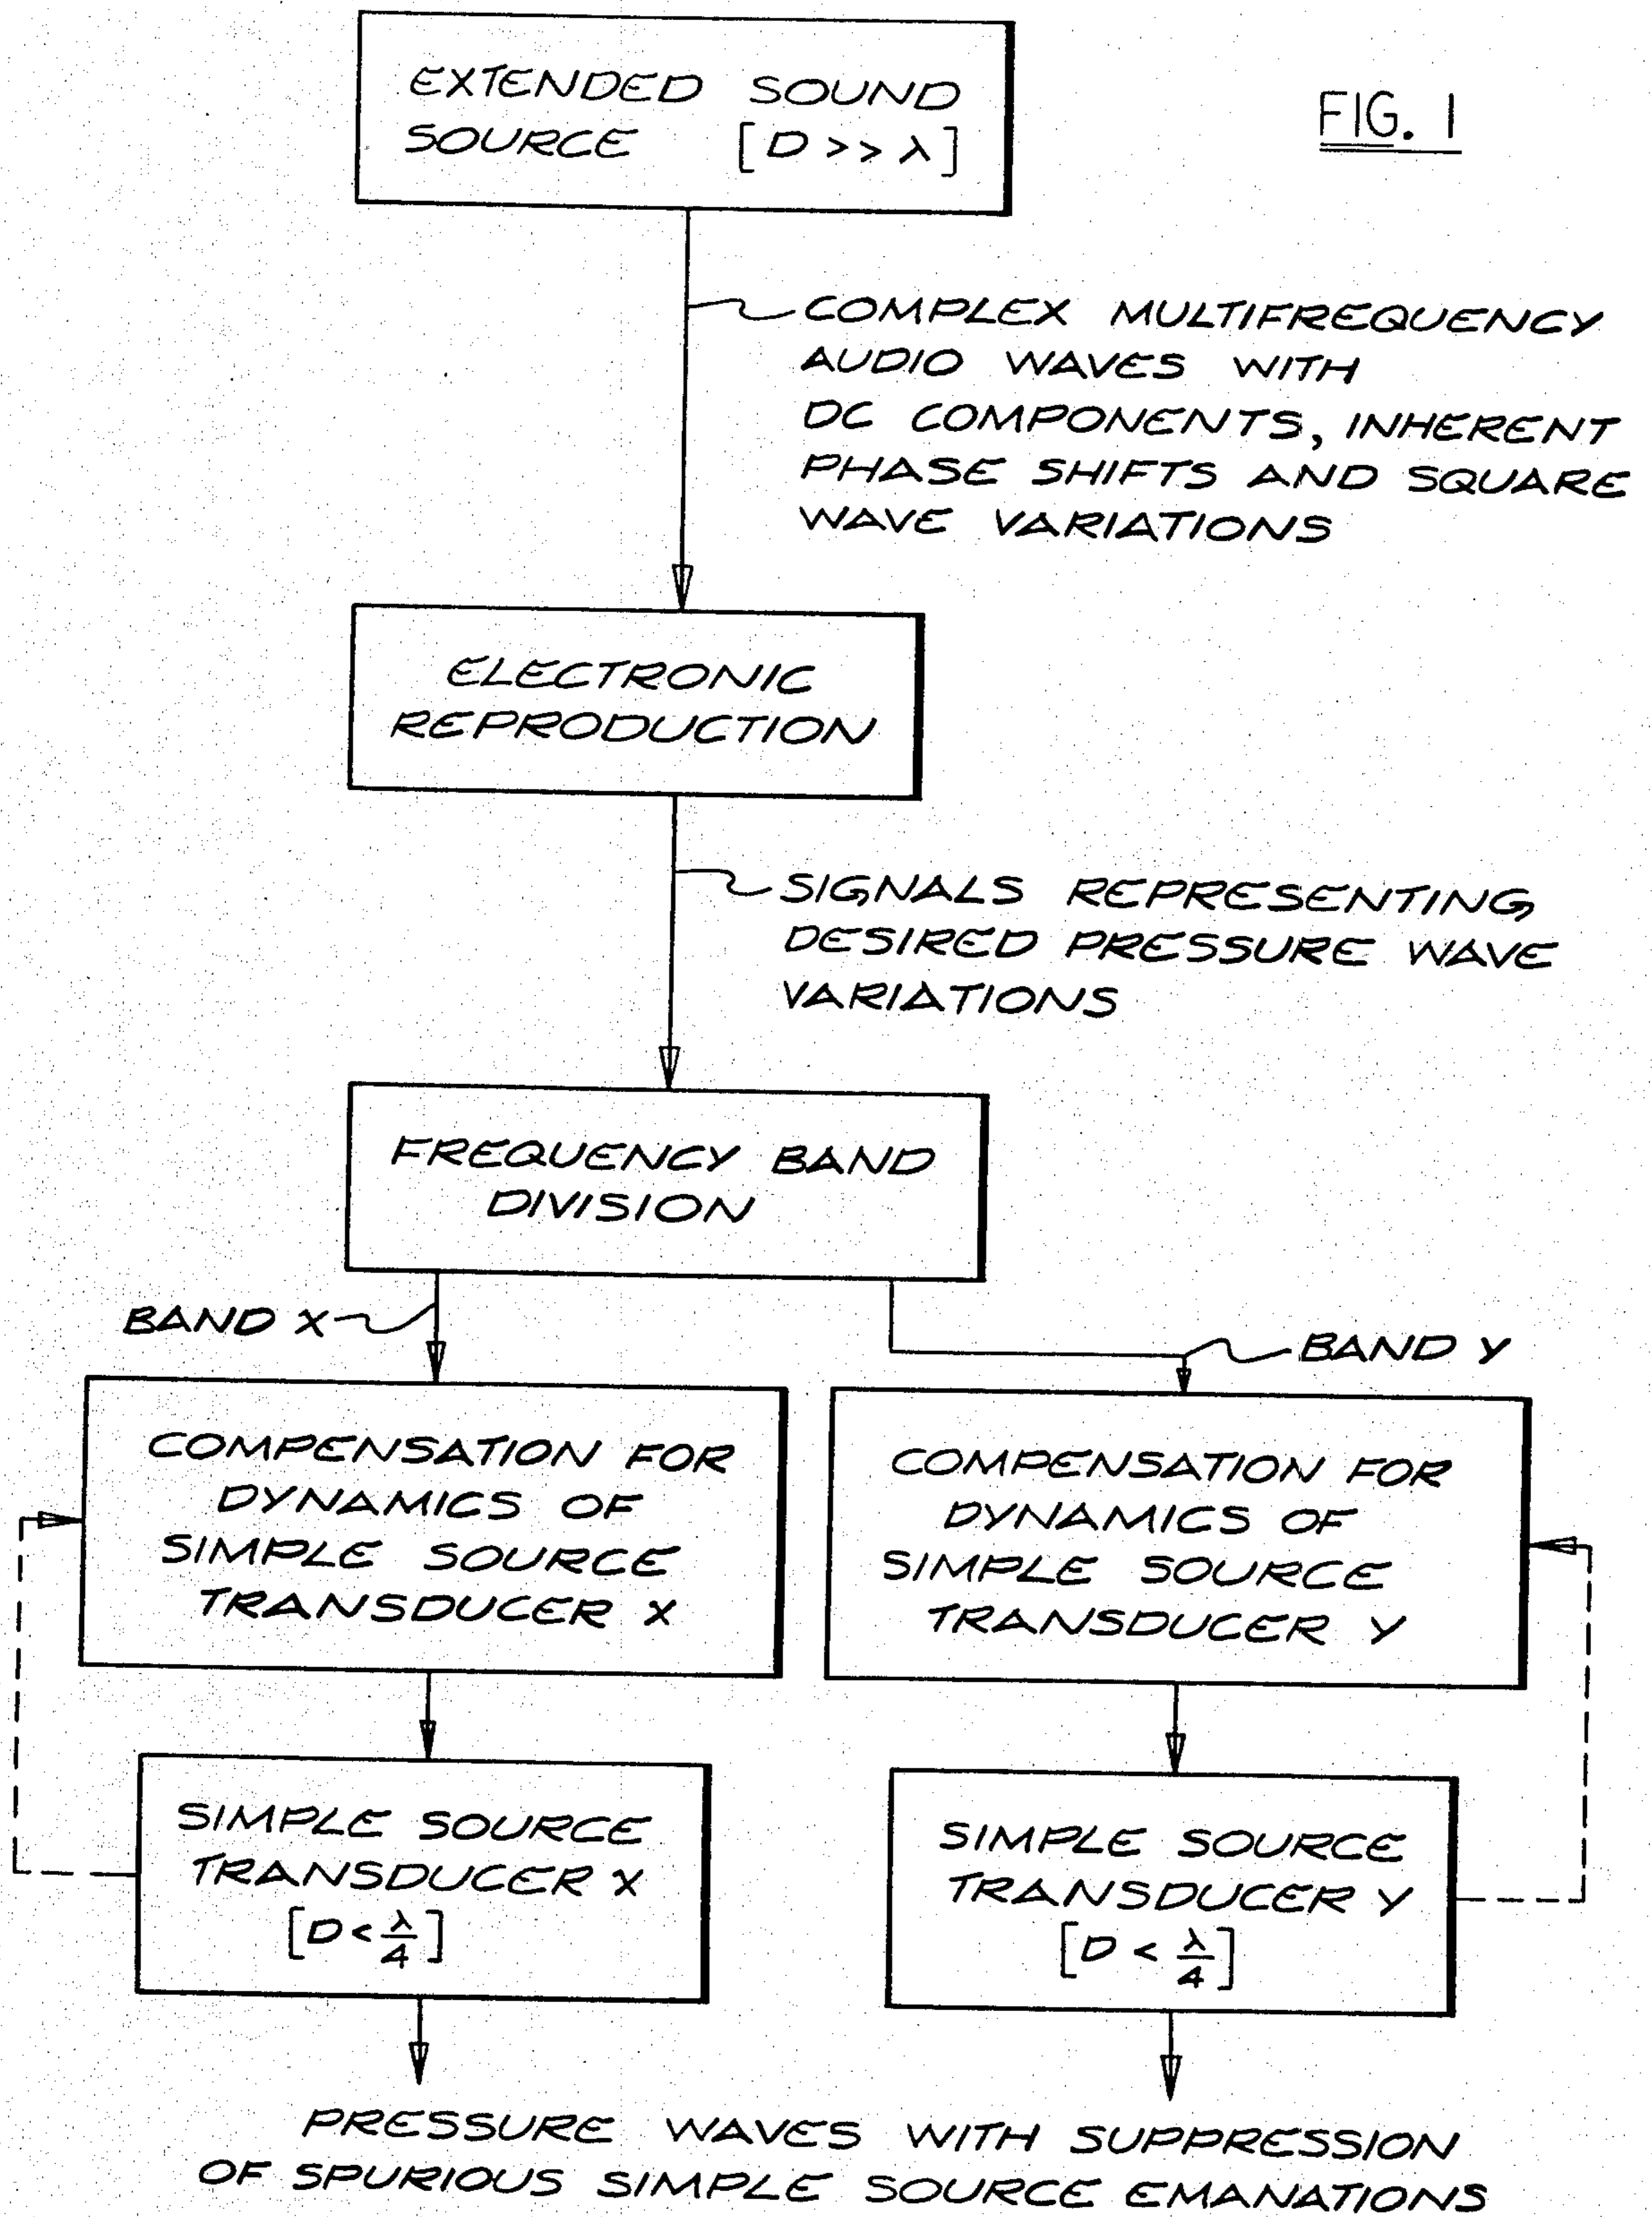 EXTENDED SOUND
SOURCE [D >> λ]
FIG. 1
COMPLEX MULTIFREQUENCY
AUDIO WAVES WITH
DC COMPONENTS, INHERENT
PHASE SHIFTS AND SQUARE
WAVE VARIATIONS
ELECTRONIC
REPRODUCTION
SIGNALS REPRESENTING
DESIRED PRESSURE WAVE
VARIATIONS
FREQUENCY BAND
DIVISION
BAND X
BAND Y
COMPENSATION FOR
DYNAMICS OF
SIMPLE SOURCE
TRANSDUCER X
COMPENSATION FOR
DYNAMICS OF
SIMPLE SOURCE
TRANSDUCER Y
SIMPLE SOURCE
TRANSDUCER X
[D < λ/4]
SIMPLE SOURCE
TRANSDUCER Y
[D < λ/4]
PRESSURE WAVES WITH SUPPRESSION
OF SPURIOUS SIMPLE SOURCE EMANATIONS